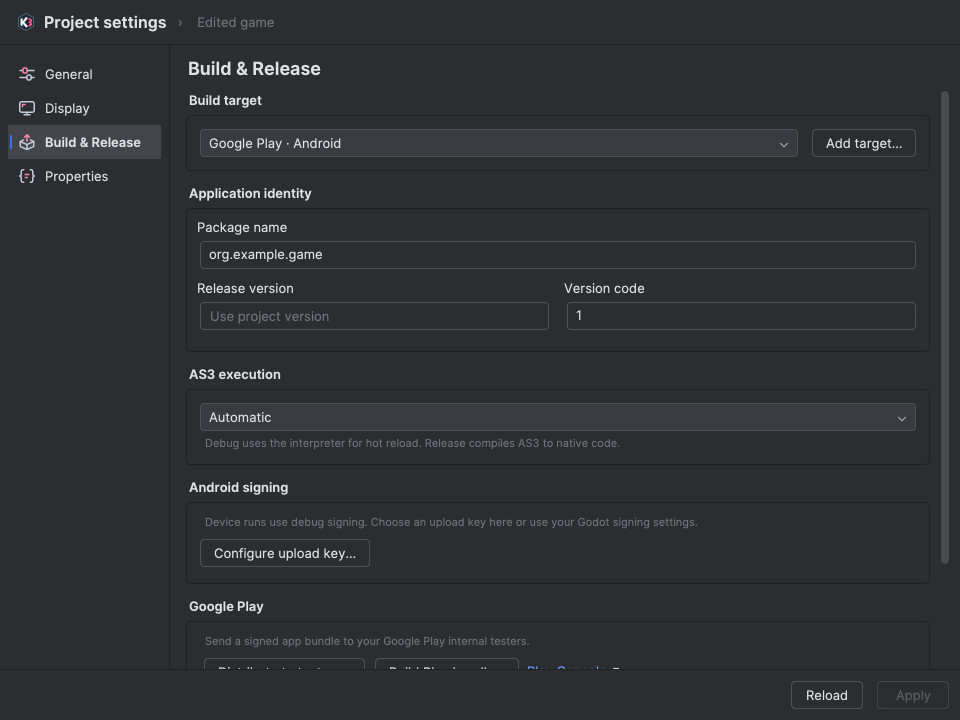 K3 Project settings › Edited game
General
Display
Build & Release
Properties
Build & Release
Build target
Google Play · Android
Add target...
Application identity
Package name
org.example.game
Release version
Version code
Use project version
1
AS3 execution
Automatic
Debug uses the interpreter for hot reload. Release compiles AS3 to native code.
Android signing
Device runs use debug signing. Choose an upload key here or use your Godot signing settings.
Configure upload key...
Google Play
Send a signed app bundle to your Google Play internal testers.
Play Console
Reload
Apply